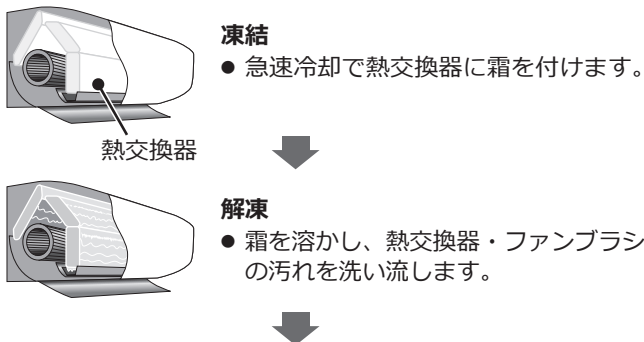 凍結
● 急速冷却で熱交換器に霜を付けます。
熱交換器
解凍
● 霜を溶かし、熱交換器・ファンブラシ
の汚れを洗い流します。